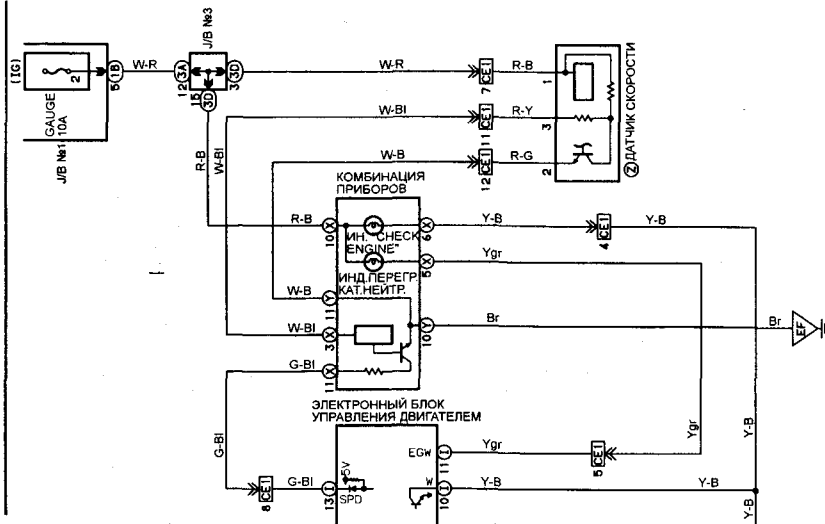 (IG)
2
GAUGE
10A
J/B №1
5 1B
W-R
12 3A
J/B №3
3 3D
15 3D
W-R
7 CE1
R-B
1
W-Bl
11 CE1
R-Y
3
W-B
12 CE1
R-G
2
Z ДАТЧИК СКОРОСТИ
R-B
W-Bl
КОМБИНАЦИЯ
ПРИБОРОВ
R-B
10 X
ИН. "CHECK
ENGINE"
6 X
Y-B
4 CE1
Y-B
ИНД.ПЕРЕГР.
КАТ.НЕЙТР.
5 X
Ygr
W-B
11 Y
W-Bl
3 X
10 Y
Br
Br
EF
G-Bl
11 X
ЭЛЕКТРОННЫЙ БЛОК
УПРАВЛЕНИЯ ДВИГАТЕЛЕМ
G-Bl
8 CE1
G-Bl
13 I
5V
SPD
EGW
11 I
Ygr
5 CE1
Ygr
Y-B
W
10 I
Y-B
Y-B
Y-B